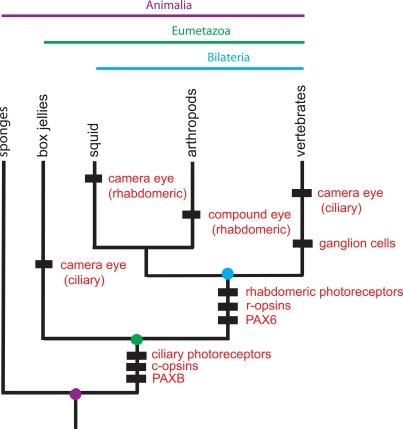 Animalia
Eumetazoa
Bilateria
sponges
box jellies
squid
arthropods
vertebrates
camera eye
(rhabdomeric)
camera eye
(ciliary)
compound eye
(rhabdomeric)
ganglion cells
camera eye
(ciliary)
rhabdomeric photoreceptors
r-opsins
PAX6
ciliary photoreceptors
c-opsins
PAXB